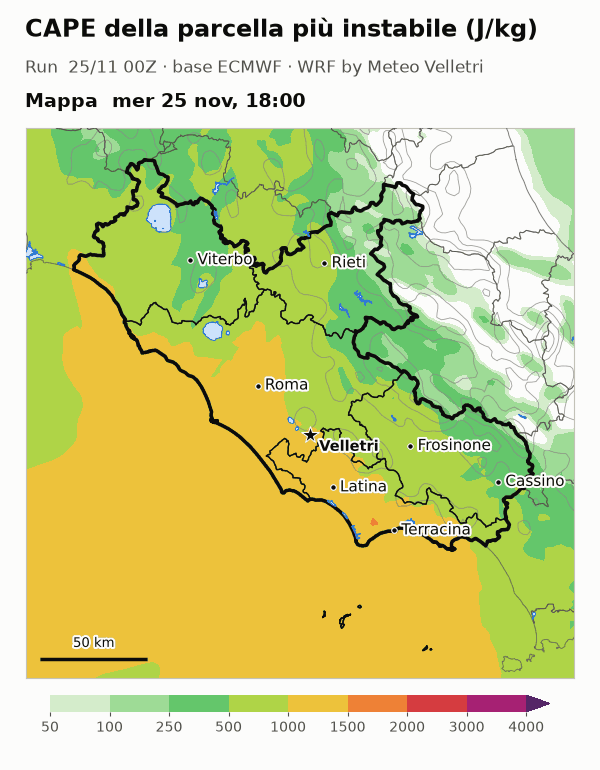 CAPE della parcella più instabile (J/kg)
Run  25/11 00Z · base ECMWF · WRF by Meteo Velletri
Mappa  mer 25 nov, 18:00
Viterbo
Rieti
Roma
Velletri
Frosinone
Cassino
Latina
Terracina
50 km
50 100 250 500 1000 1500 2000 3000 4000